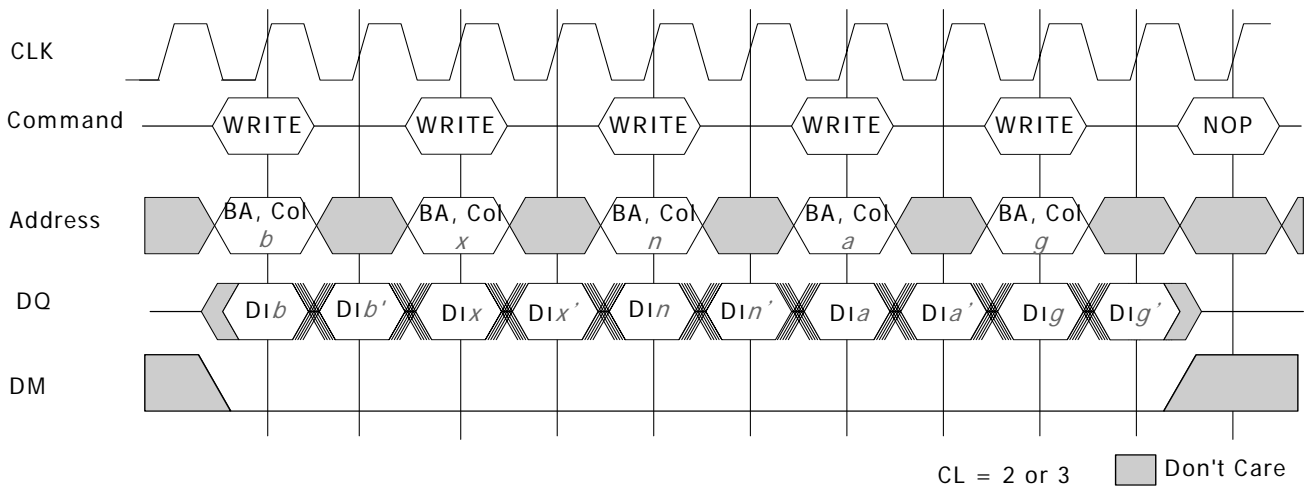 CLK
Command WRITE WRITE WRITE WRITE WRITE NOP
Address BA, Col BA, Col BA, Col BA, Col BA, Col
b x n a g
DQ DIb DIb' DIx DIx’ DIn DIn’ DIa DIa’ DIg DIg’
DM
CL = 2 or 3 Don't Care